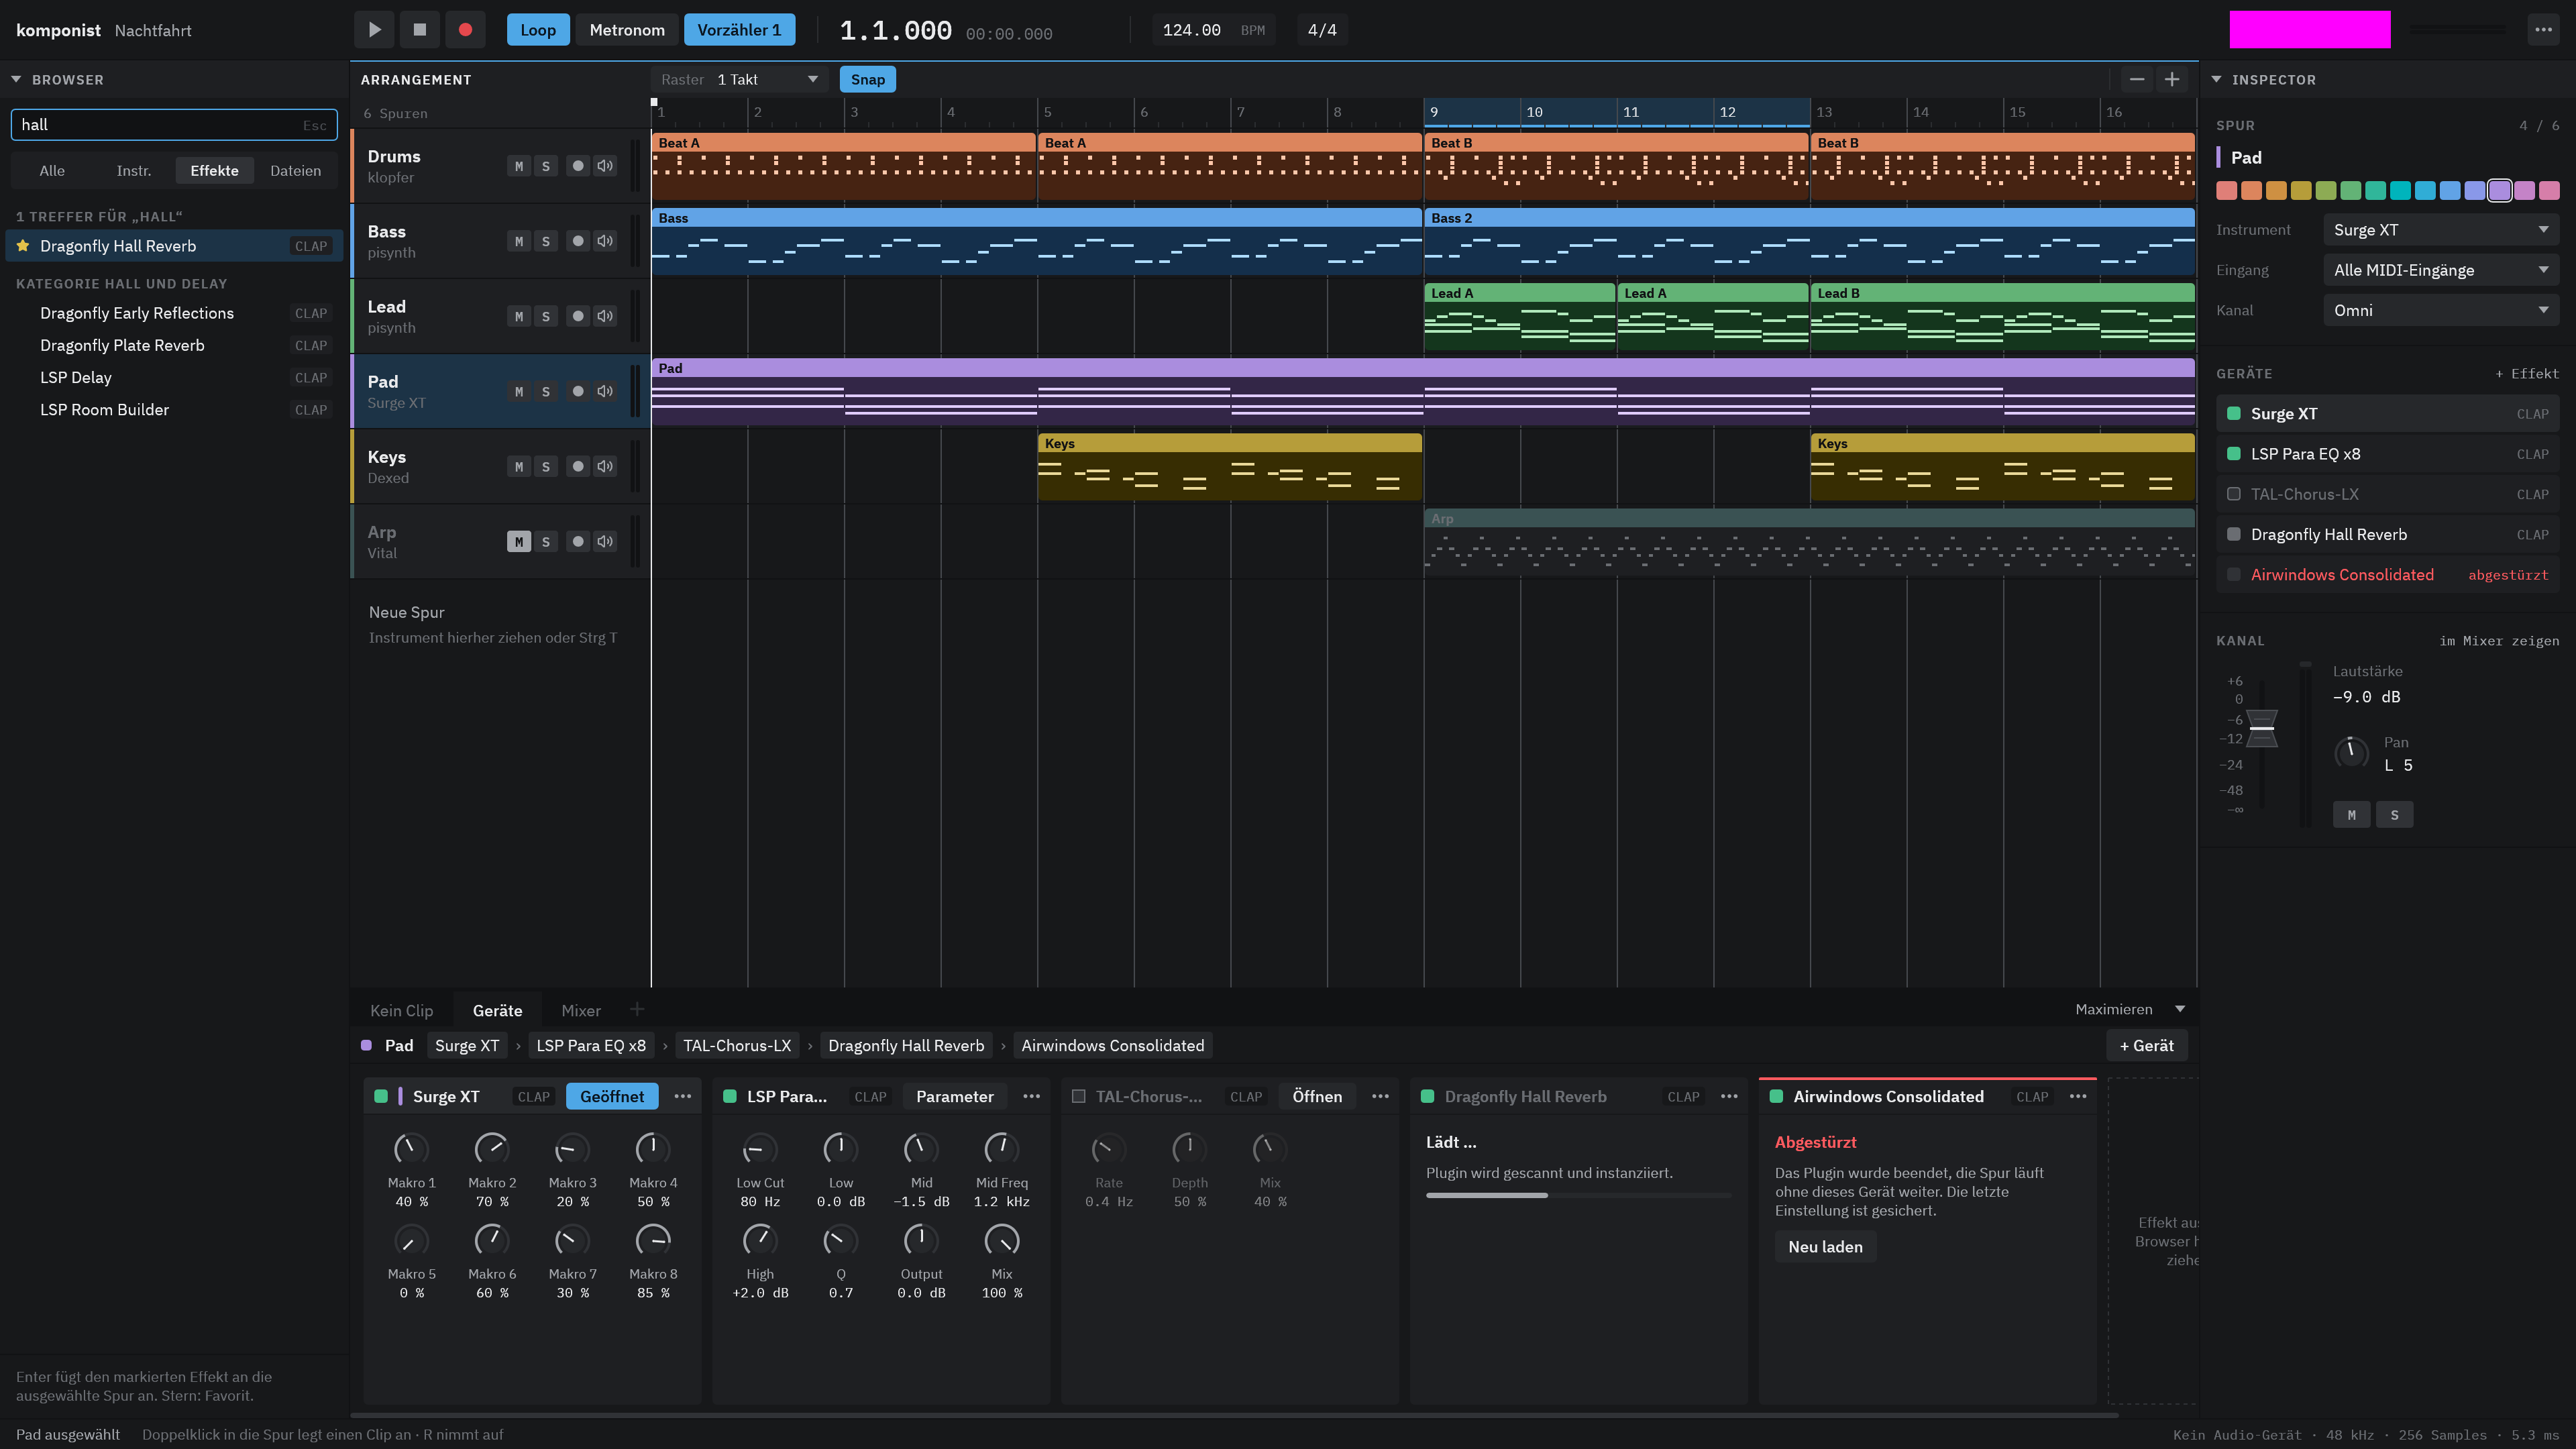 komponist Nachtfahrt
Loop Metronom Vorzähler 1
1.1.000 00:00.000
124.00 BPM 4/4
BROWSER
hall Esc
Alle Instr. Effekte Dateien
1 TREFFER FÜR „HALL“
Dragonfly Hall Reverb CLAP
KATEGORIE HALL UND DELAY
Dragonfly Early Reflections CLAP
Dragonfly Plate Reverb CLAP
LSP Delay CLAP
LSP Room Builder CLAP
Enter fügt den markierten Effekt an die
ausgewählte Spur an. Stern: Favorit.
ARRANGEMENT
Raster 1 Takt Snap
6 Spuren
1 2 3 4 5 6 7 8 9 10 11 12 13 14 15 16
Drums M S
klopfer
Beat A Beat A Beat B Beat B
Bass M S
pisynth
Bass Bass 2
Lead M S
pisynth
Lead A Lead A Lead B
Pad M S
Surge XT
Pad
Keys M S
Dexed
Keys Keys
Arp M S
Vital
Arp
Neue Spur
Instrument hierher ziehen oder Strg T
Kein Clip Geräte Mixer
Maximieren
Pad Surge XT › LSP Para EQ x8 › TAL-Chorus-LX › Dragonfly Hall Reverb › Airwindows Consolidated
+ Gerät
Surge XT CLAP Geöffnet
Makro 1 Makro 2 Makro 3 Makro 4
40 % 70 % 20 % 50 %
Makro 5 Makro 6 Makro 7 Makro 8
0 % 60 % 30 % 85 %
LSP Para... CLAP Parameter
Low Cut Low Mid Mid Freq
80 Hz 0.0 dB −1.5 dB 1.2 kHz
High Q Output Mix
+2.0 dB 0.7 0.0 dB 100 %
TAL-Chorus-... CLAP Öffnen
Rate Depth Mix
0.4 Hz 50 % 40 %
Dragonfly Hall Reverb CLAP
Lädt ...
Plugin wird gescannt und instanziiert.
Airwindows Consolidated CLAP
Abgestürzt
Das Plugin wurde beendet, die Spur läuft
ohne dieses Gerät weiter. Die letzte
Einstellung ist gesichert.
Neu laden
Effekt aus
Browser h
ziehe
INSPECTOR
SPUR 4 / 6
Pad
Instrument Surge XT
Eingang Alle MIDI-Eingänge
Kanal Omni
GERÄTE + Effekt
Surge XT CLAP
LSP Para EQ x8 CLAP
TAL-Chorus-LX CLAP
Dragonfly Hall Reverb CLAP
Airwindows Consolidated abgestürzt
KANAL im Mixer zeigen
+6
0
−6
−12
−24
−48
−∞
Lautstärke
−9.0 dB
Pan
L 5
M S
Pad ausgewählt Doppelklick in die Spur legt einen Clip an · R nimmt auf
Kein Audio-Gerät · 48 kHz · 256 Samples · 5.3 ms